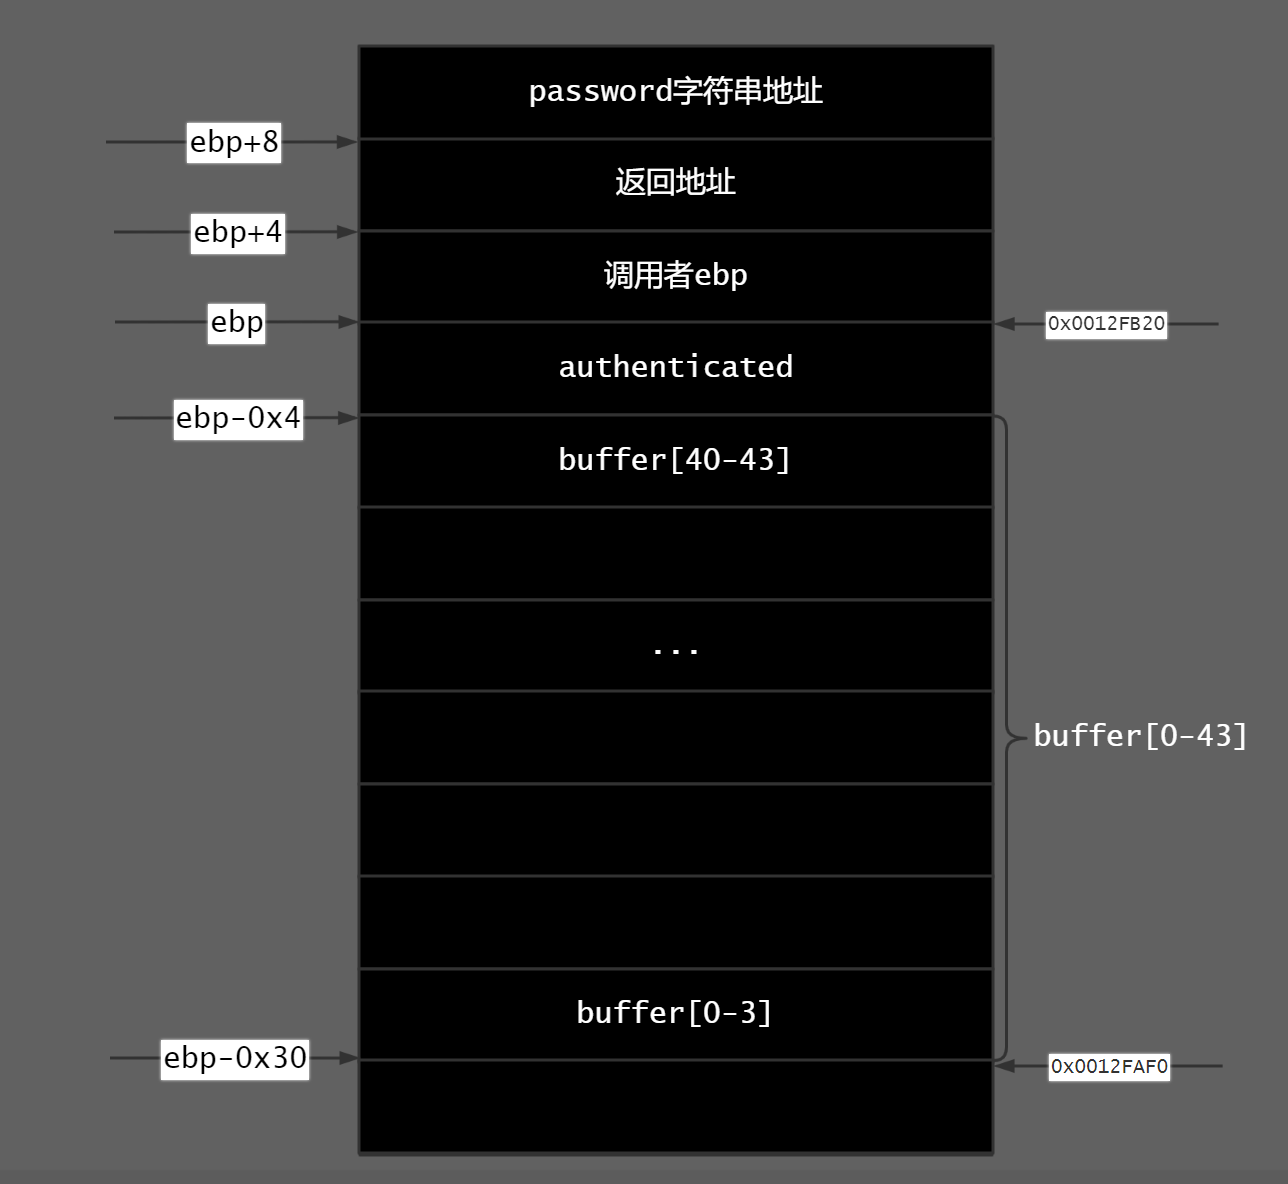 password字符串地址
ebp+8
返回地址
ebp+4
调用者ebp
ebp
0x0012FB20
authenticated
ebp-0x4
buffer[40-43]
...
buffer[0-43]
buffer[0-3]
ebp-0x30
0x0012FAF0